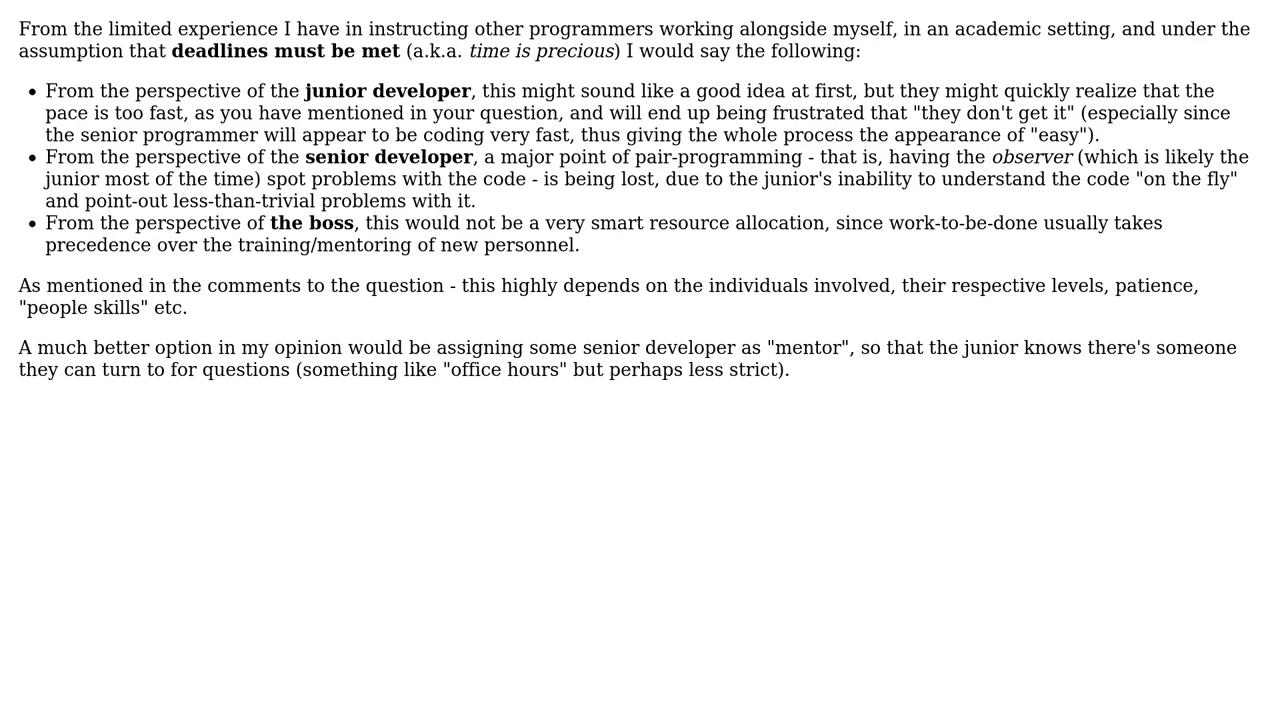 From the limited experience I have in instructing other programmers working alongside myself, in an academic setting, and under the
assumption that deadlines must be met (a.k.a. time is precious) I would say the following:
• From the perspective of the junior developer, this might sound like a good idea at first, but they might quickly realize that the
pace is too fast, as you have mentioned in your question, and will end up being frustrated that "they don't get it" (especially since
the senior programmer will appear to be coding very fast, thus giving the whole process the appearance of "easy").
• From the perspective of the senior developer, a major point of pair-programming - that is, having the observer (which is likely the
junior most of the time) spot problems with the code - is being lost, due to the junior's inability to understand the code "on the fly"
and point-out less-than-trivial problems with it.
• From the perspective of the boss, this would not be a very smart resource allocation, since work-to-be-done usually takes
precedence over the training/mentoring of new personnel.
As mentioned in the comments to the question - this highly depends on the individuals involved, their respective levels, patience,
"people skills" etc.
A much better option in my opinion would be assigning some senior developer as "mentor", so that the junior knows there's someone
they can turn to for questions (something like "office hours" but perhaps less strict).